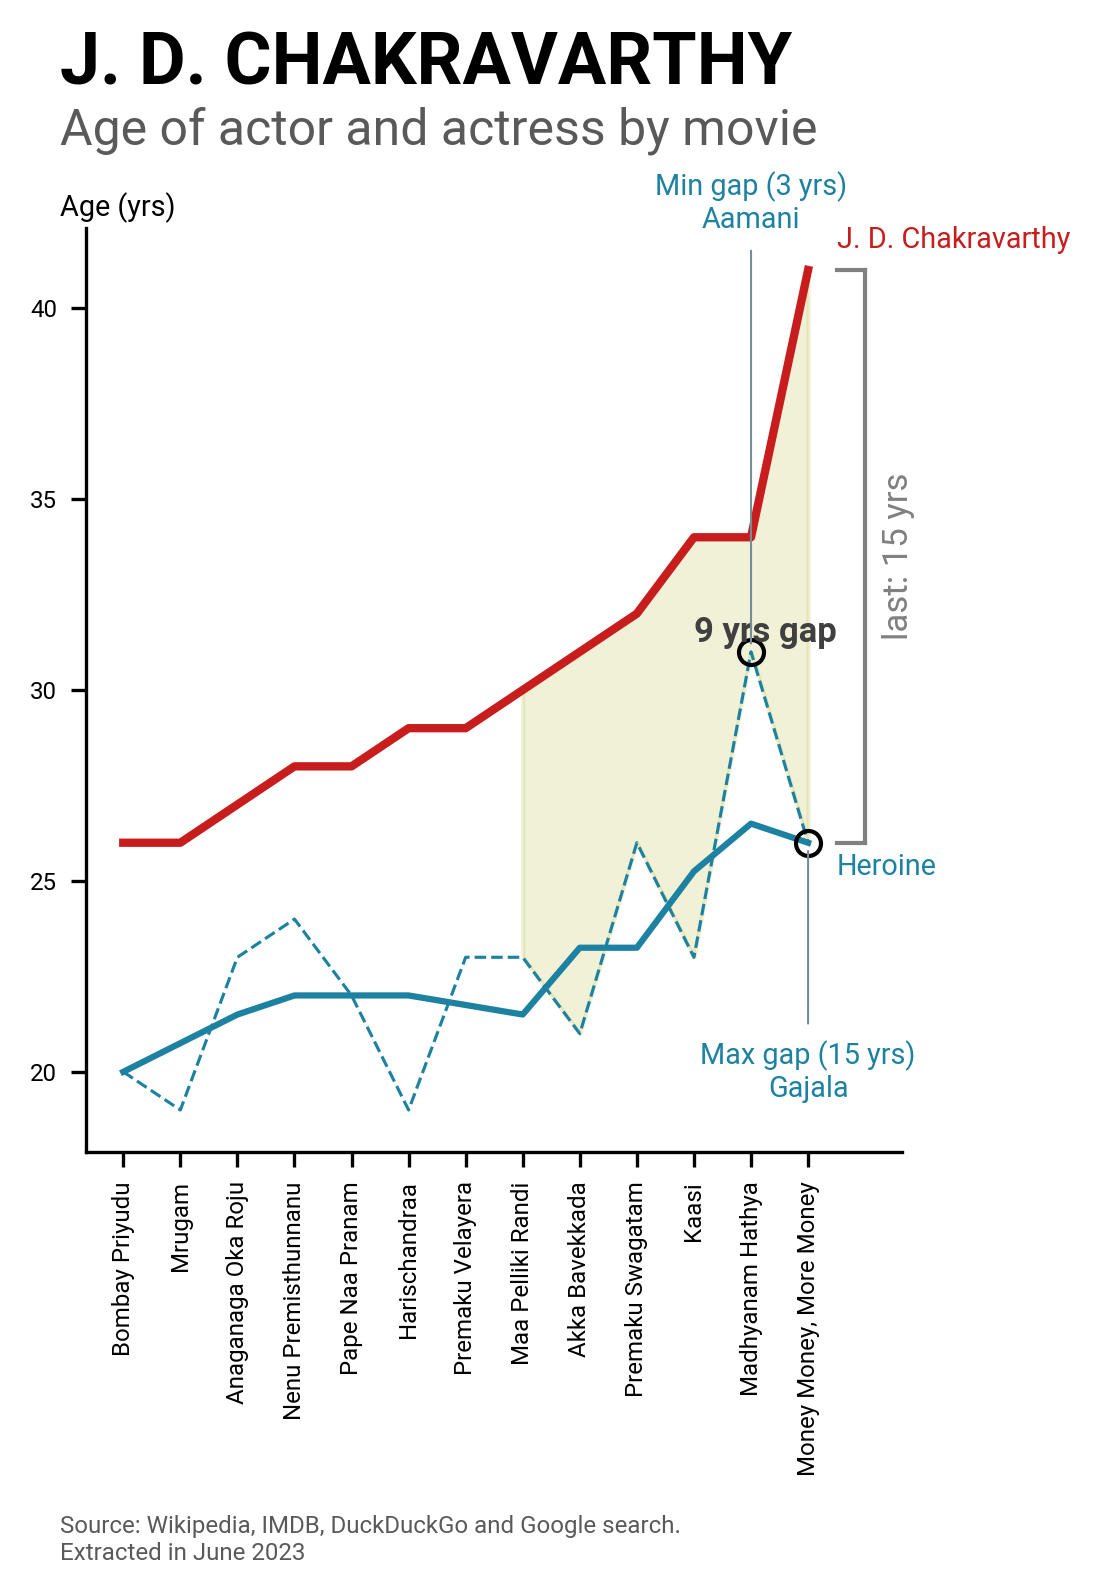 J. D. CHAKRAVARTHY
Age of actor and actress by movie
Min gap (3 yrs)
Aamani
Age (yrs)
J. D. Chakravarthy
40
35
30
25
20
last: 15 yrs
9 yrs gap
Heroine
Max gap (15 yrs)
Gajala
Bombay Priyudu
Mrugam
Anaganaga Oka Roju
Nenu Premisthunnanu
Pape Naa Pranam
Harischandraa
Premaku Velayera
Maa Pelliki Randi
Akka Bavekkada
Premaku Swagatam
Kaasi
Madhyanam Hathya
Money Money, More Money
Source: Wikipedia, IMDB, DuckDuckGo and Google search.
Extracted in June 2023